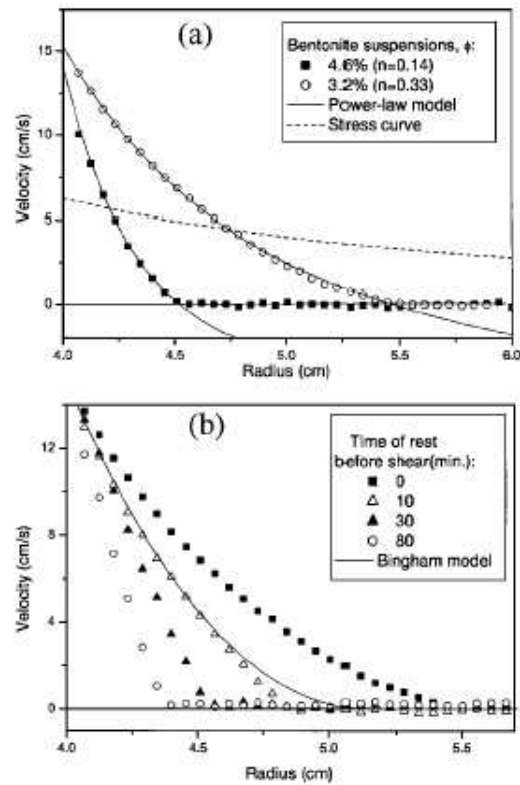 (a)
Bentonite suspensions, ϕ:
4.6% (n=0.14)
3.2% (n=0.33)
Power-law model
Stress curve
15
10
5
0
Velocity (cm/s)
4.0 4.5 5.0 5.5 6.0
Radius (cm)
(b)
Time of rest
before shear(min.):
0
10
30
80
Bingham model
12
8
4
0
Velocity (cm/s)
4.0 4.5 5.0 5.5
Radius (cm)